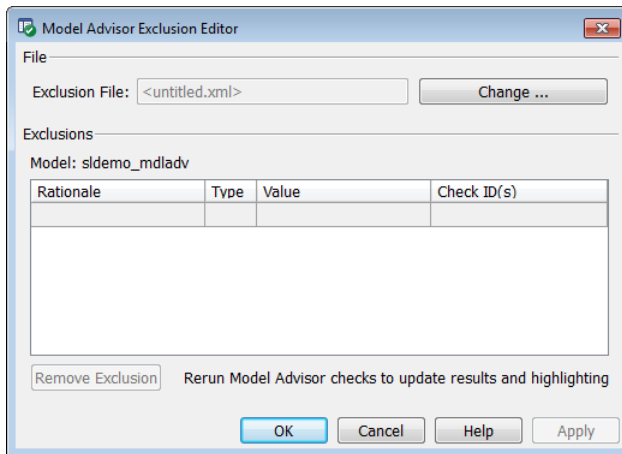 Model Advisor Exclusion Editor
File
Exclusion File: <untitled.xml> Change ...
Exclusions
Model: sldemo_mdladv
Rationale Type Value Check ID(s)
Remove Exclusion Rerun Model Advisor checks to update results and highlighting
OK Cancel Help Apply